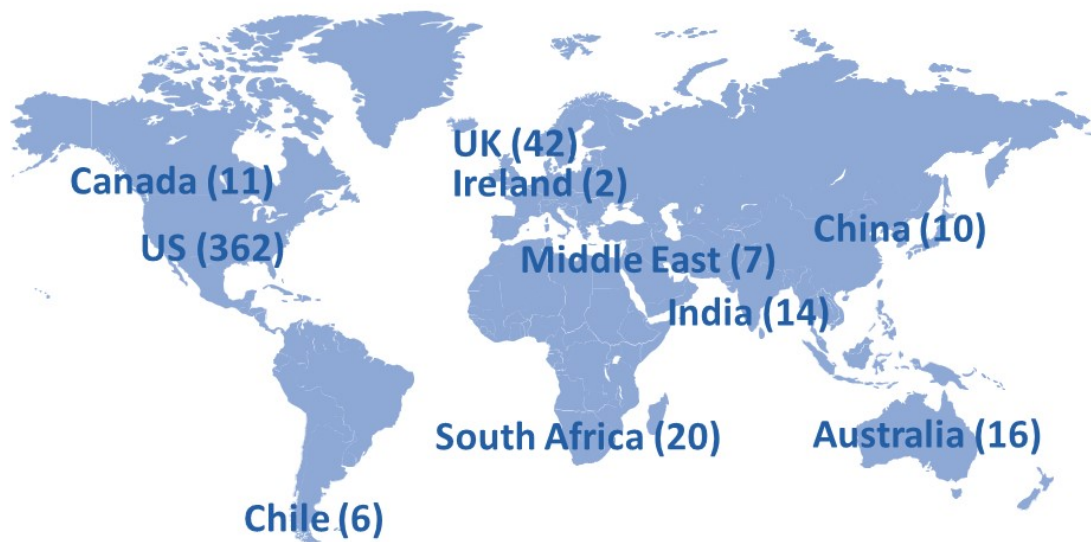 UK (42)
Canada (11)
Ireland (2)
China (10)
US (362)
Middle East (7)
India (14)
South Africa (20)
Australia (16)
Chile (6)